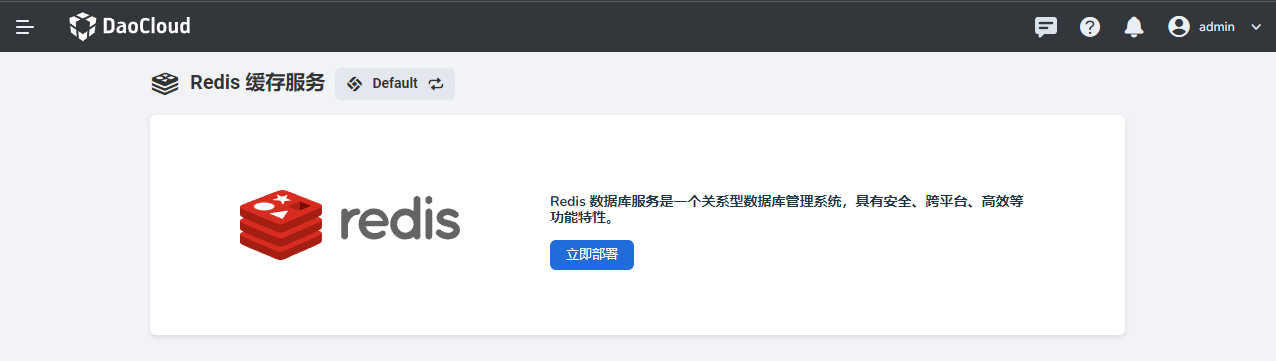 DaoCloud
admin
Redis 缓存服务
Default
redis
Redis 数据库服务是一个关系型数据库管理系统，具有安全、跨平台、高效等
功能特性。
立即部署